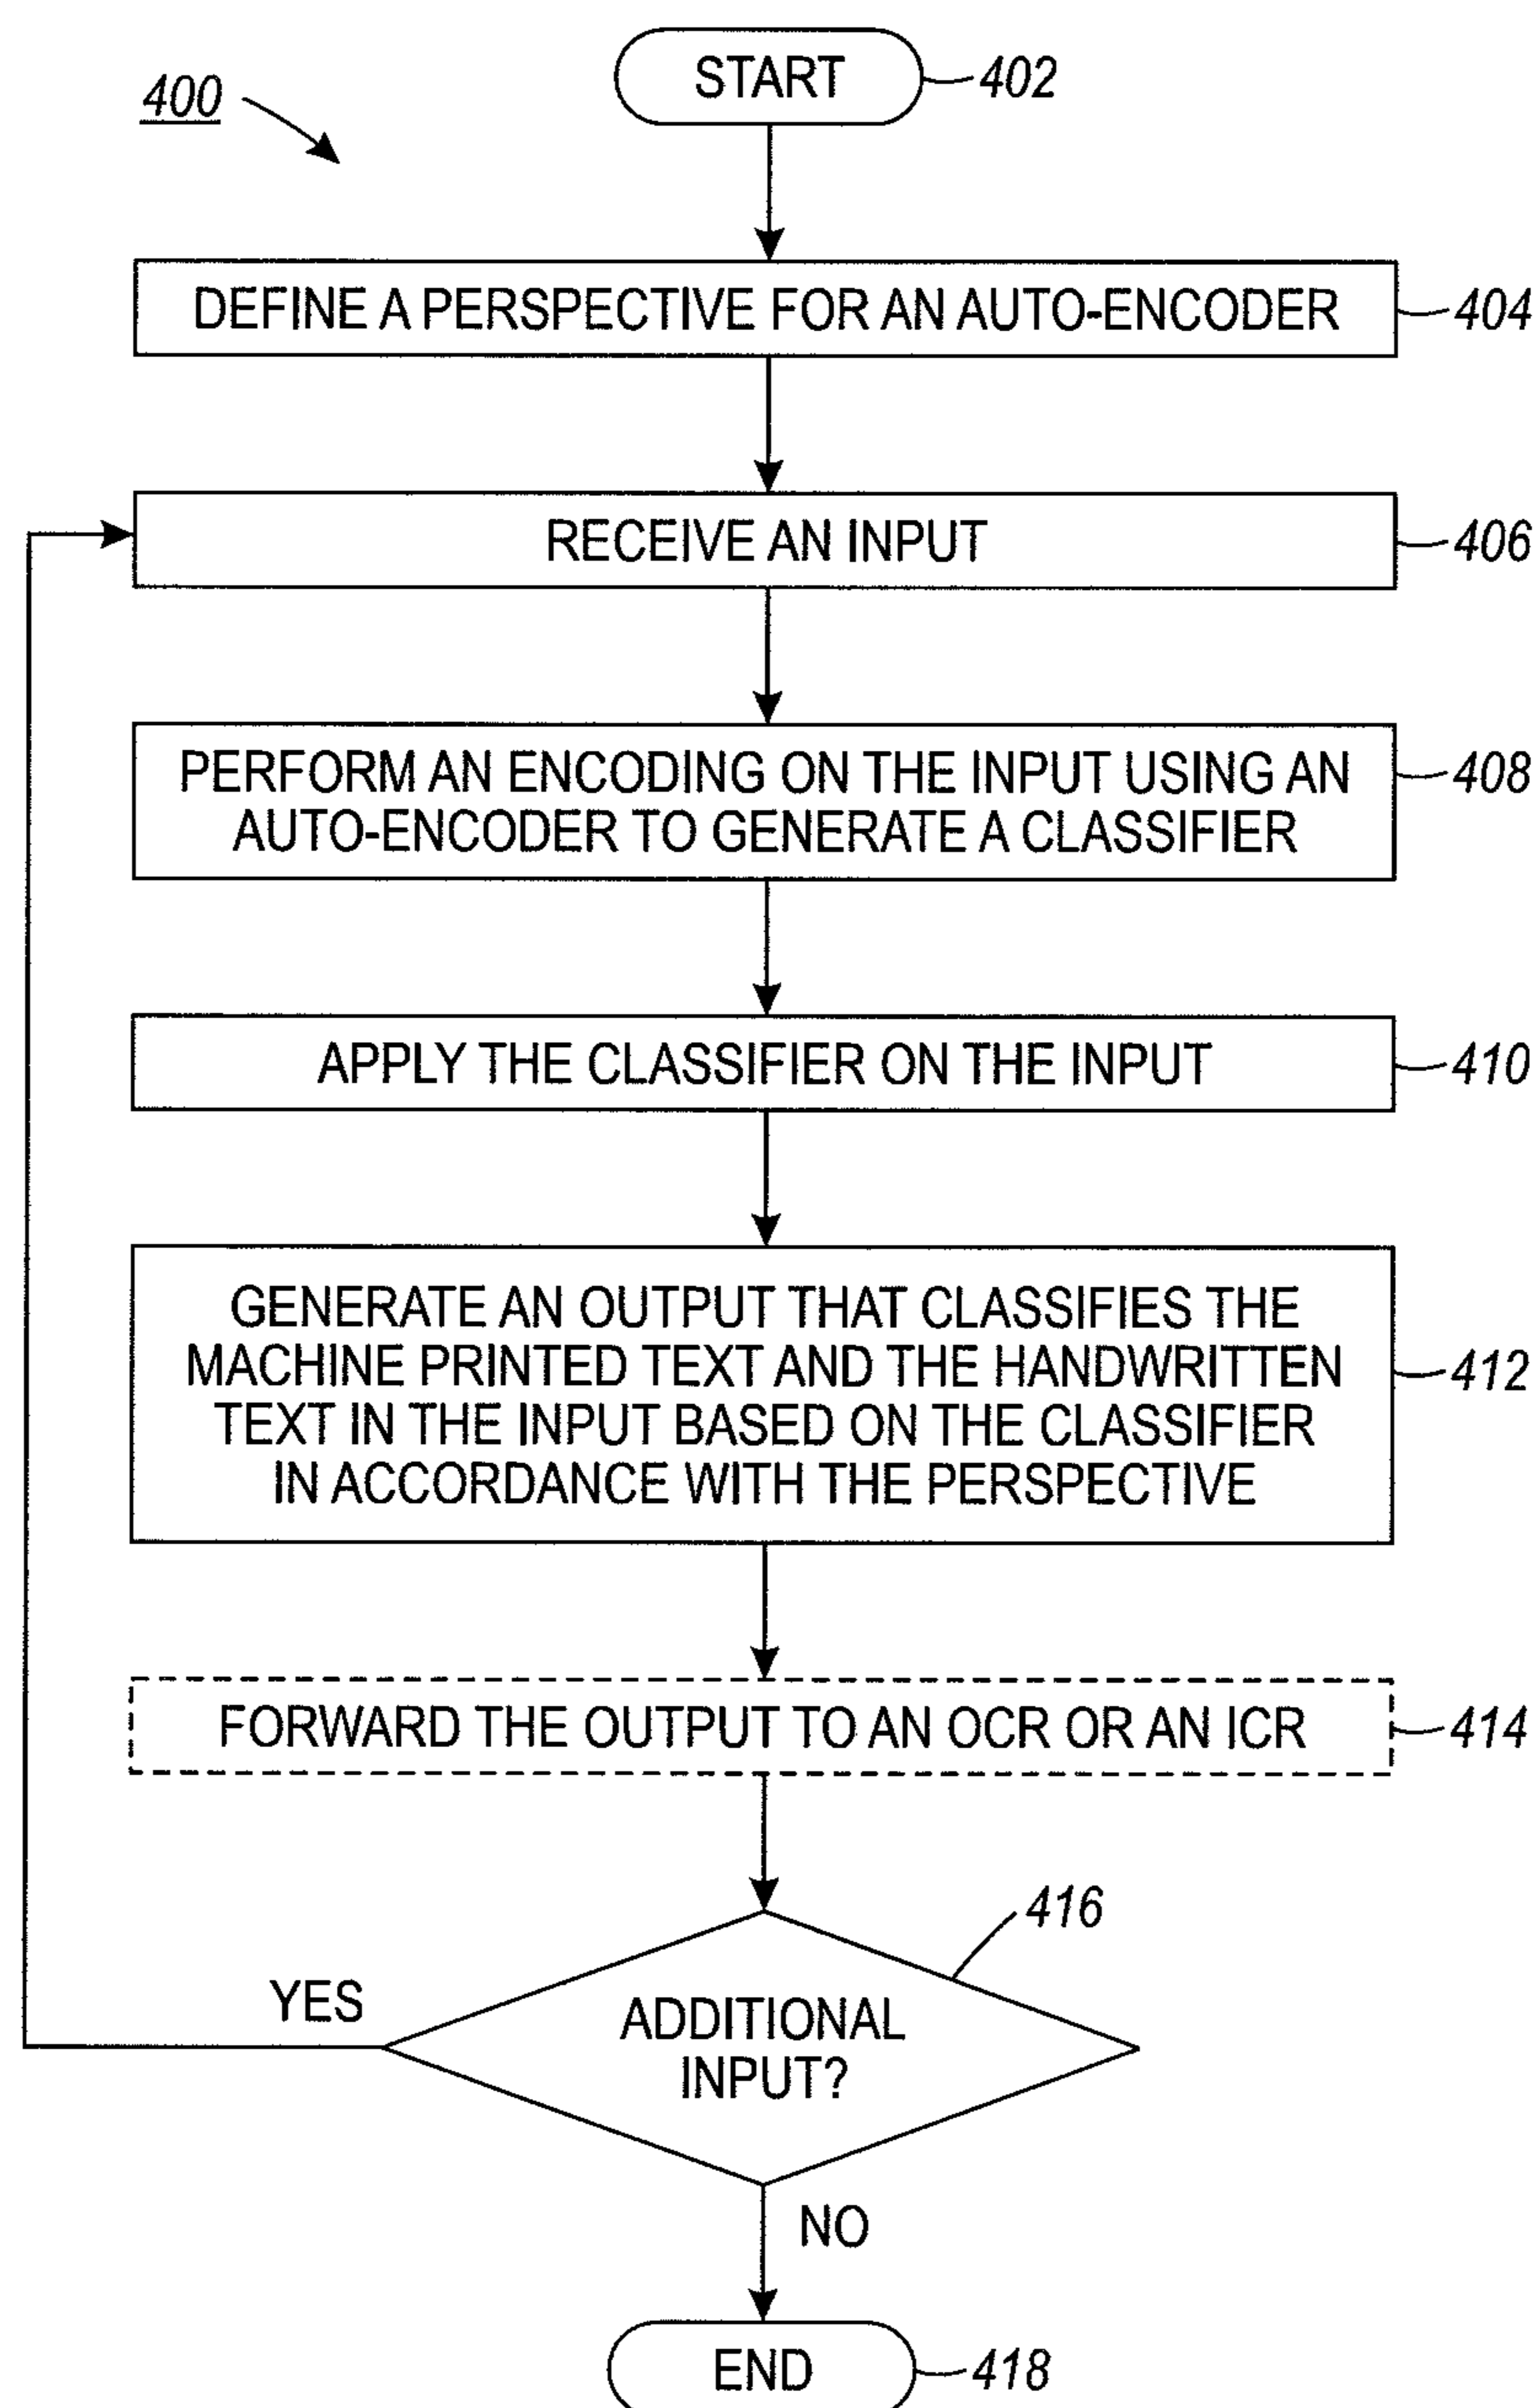 400
START
402
DEFINE A PERSPECTIVE FOR AN AUTO-ENCODER
404
RECEIVE AN INPUT
406
PERFORM AN ENCODING ON THE INPUT USING AN
AUTO-ENCODER TO GENERATE A CLASSIFIER
408
APPLY THE CLASSIFIER ON THE INPUT
410
GENERATE AN OUTPUT THAT CLASSIFIES THE
MACHINE PRINTED TEXT AND THE HANDWRITTEN
TEXT IN THE INPUT BASED ON THE CLASSIFIER
IN ACCORDANCE WITH THE PERSPECTIVE
412
FORWARD THE OUTPUT TO AN OCR OR AN ICR
414
416
YES
ADDITIONAL
INPUT?
NO
END
418